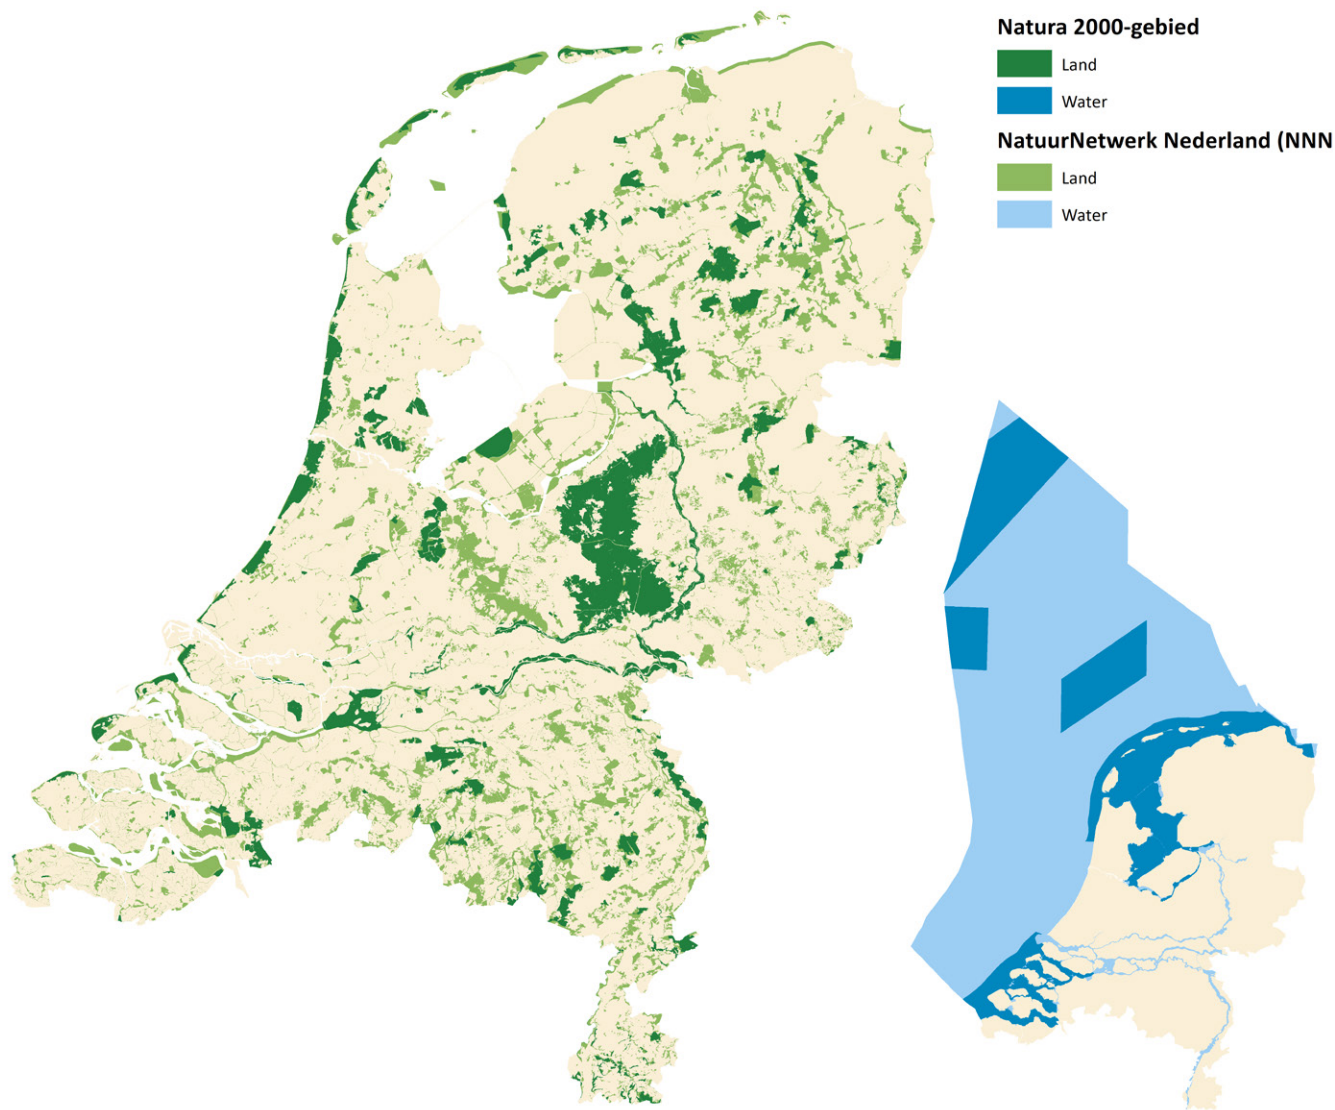 Natura 2000-gebied
Land
Water
NatuurNetwerk Nederland (NNN
Land
Water